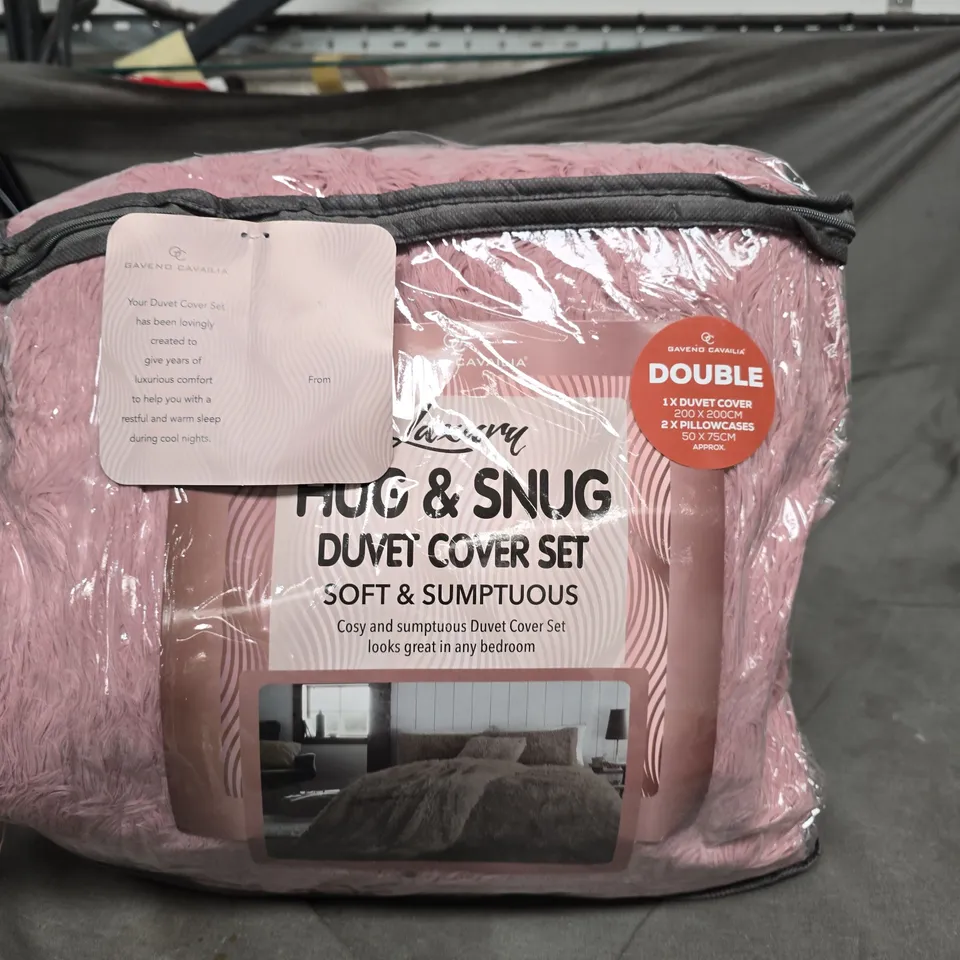 GC
GAVENO CAVAILIA
Your Duvet Cover Set
has been lovingly
created to
give years of
luxurious comfort
to help you with a
restful and warm sleep
during cool nights.
From
CAVAILIA®
Luxury
HUG & SNUG
DUVET COVER SET
SOFT & SUMPTUOUS
Cosy and sumptuous Duvet Cover Set
looks great in any bedroom
GC
GAVENO CAVAILIA®
DOUBLE
1 X DUVET COVER
200 X 200CM
2 X PILLOWCASES
50 X 75CM
APPROX.